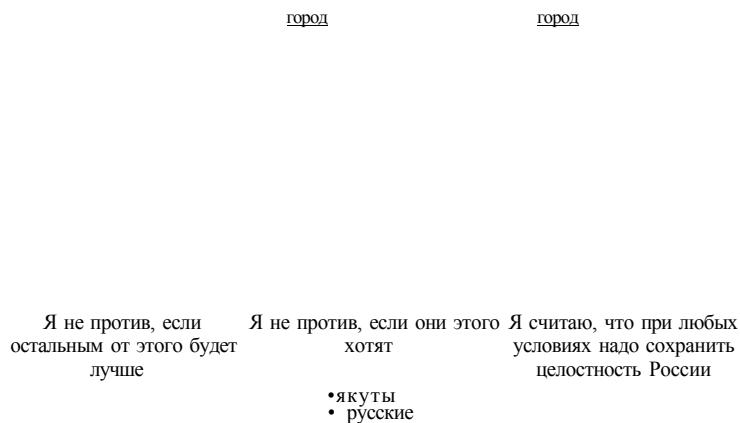 город город
Я не против, если Я не против, если они этого Я считаю, что при любых
остальным от этого будет хотят условиях надо сохранить
лучше целостность России
•якуты
• русские